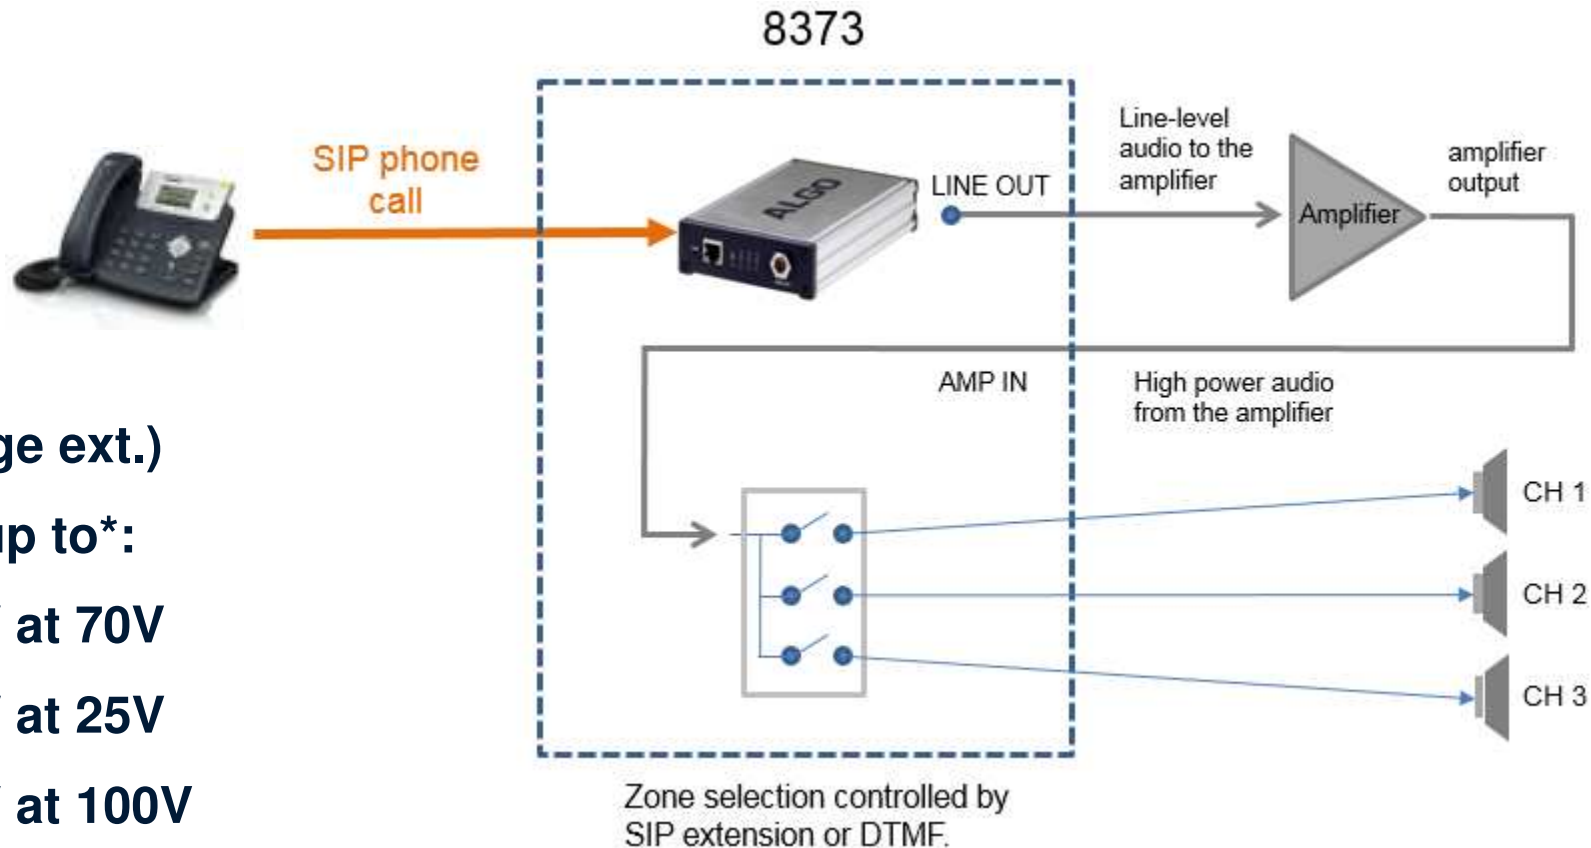 8373
SIP phone
call
ALGO
LINE OUT
Line-level
audio to the
amplifier
Amplifier
amplifier
output
AMP IN
High power audio
from the amplifier
ge ext.)
up to*:
at 70V
at 25V
at 100V
CH 1
CH 2
CH 3
Zone selection controlled by
SIP extension or DTMF.